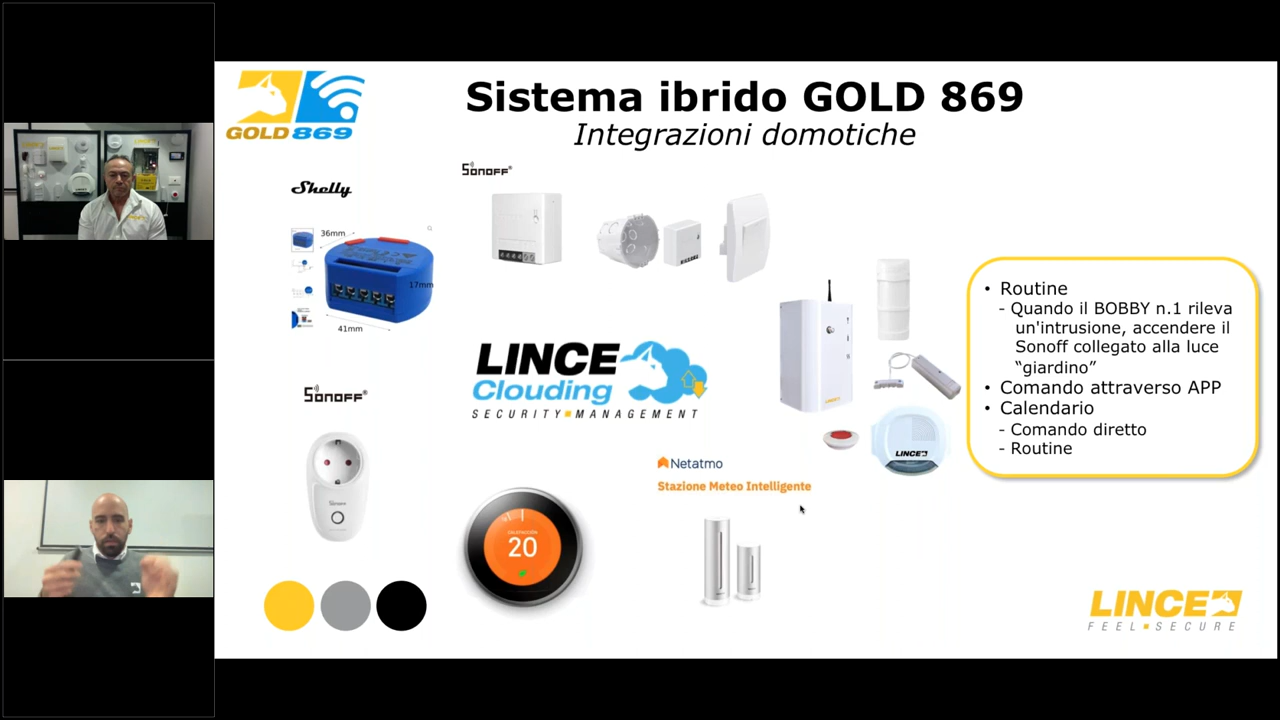 GOLD 869
Sistema ibrido GOLD 869
Integrazioni domotiche
Shelly
36mm
17mm
41mm
SONOFF
SONOFF
SONOFF
LINCE
Clouding
SECURITY MANAGEMENT
Netatmo
Stazione Meteo Intelligente
20
LINCE
• Routine
- Quando il BOBBY n.1 rileva
un'intrusione, accendere il
Sonoff collegato alla luce
“giardino”
• Comando attraverso APP
• Calendario
- Comando diretto
- Routine
LINCE
FEEL SECURE